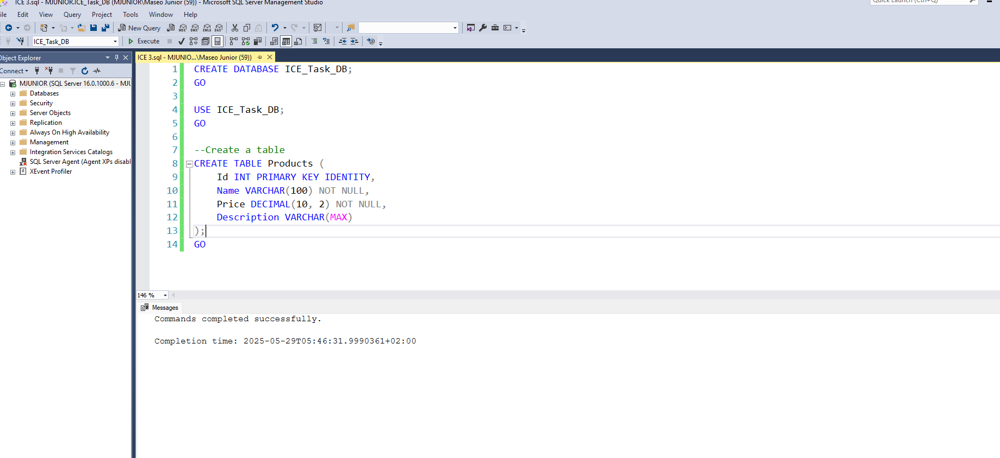 ICE 3.sql - MJUNIOR.ICE_Task_DB (MJUNIOR\Maseo Junior (59)) - Microsoft SQL Server Management Studio
Quick Launch (Ctrl+Q)
ile Edit View Query Project Tools Window Help
New Query MDX DMX XMLA DAX
ICE_Task_DB Execute
Object Explorer
ICE 3.sql - MJUNIO...\Maseo Junior (59))
Connect
MJUNIOR (SQL Server 16.0.1000.6 - MJU
Databases
Security
Server Objects
Replication
Always On High Availability
Management
Integration Services Catalogs
SQL Server Agent (Agent XPs disabl
XEvent Profiler
1 CREATE DATABASE ICE_Task_DB;
2 GO
3
4 USE ICE_Task_DB;
5 GO
6
7 --Create a table
8 CREATE TABLE Products (
9 Id INT PRIMARY KEY IDENTITY,
10 Name VARCHAR(100) NOT NULL,
11 Price DECIMAL(10, 2) NOT NULL,
12 Description VARCHAR(MAX)
13 );
14 GO
146 %
Messages
Commands completed successfully.
Completion time: 2025-05-29T05:46:31.9990361+02:00